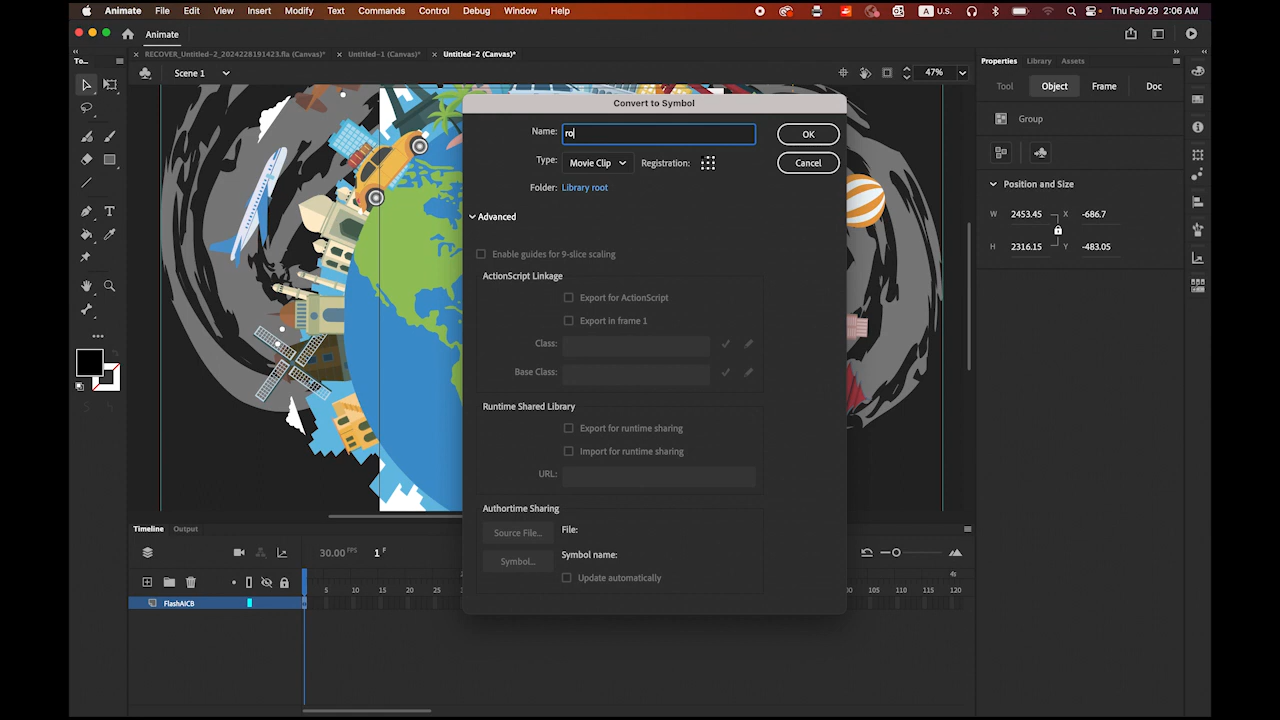 Animate File Edit View Insert Modify Text Commands Control Debug Window Help A U.S. Thu Feb 29 2:06 AM
Animate
RECOVER_Untitled-2_2024228191423.fla (Canvas)* Untitled-1 (Canvas)* Untitled-2 (Canvas)*
To...
Scene 1 47%
Properties Library Assets
Tool Object Frame Doc
Group
Position and Size
W 2453.45 X -686.7
H 2316.15 Y -483.05
Convert to Symbol
Name: ro OK
Type: Movie Clip Registration: Cancel
Folder: Library root
Advanced
Enable guides for 9-slice scaling
ActionScript Linkage
Export for ActionScript
Export in frame 1
Class:
Base Class:
Runtime Shared Library
Export for runtime sharing
Import for runtime sharing
URL:
Authortime Sharing
Source File... File:
Symbol... Symbol name:
Update automatically
Timeline Output
30.00 FPS 1 F
5 10 15 20 25 105 110 115 120
FlashAICB